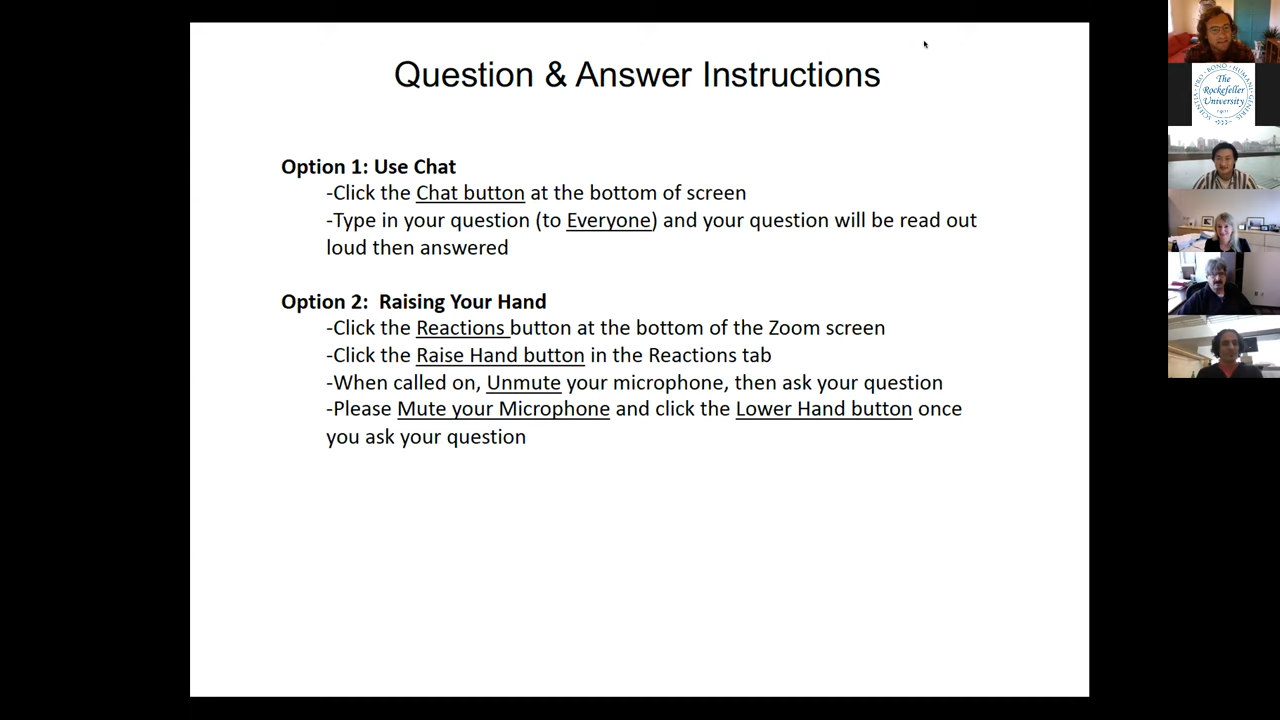 Question & Answer Instructions
Option 1: Use Chat
-Click the Chat button at the bottom of screen
-Type in your question (to Everyone) and your question will be read out
loud then answered
Option 2:  Raising Your Hand
-Click the Reactions button at the bottom of the Zoom screen
-Click the Raise Hand button in the Reactions tab
-When called on, Unmute your microphone, then ask your question
-Please Mute your Microphone and click the Lower Hand button once
you ask your question
PRO · BONO · HUMANI
The
Rockefeller
University
1901